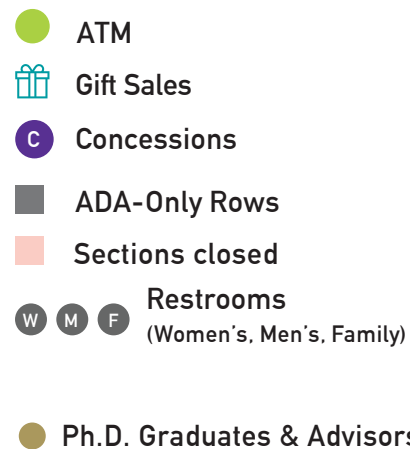 ATM
Gift Sales
C Concessions
ADA-Only Rows
Sections closed
W M F Restrooms
(Women's, Men's, Family)
Ph.D. Graduates & Advisors